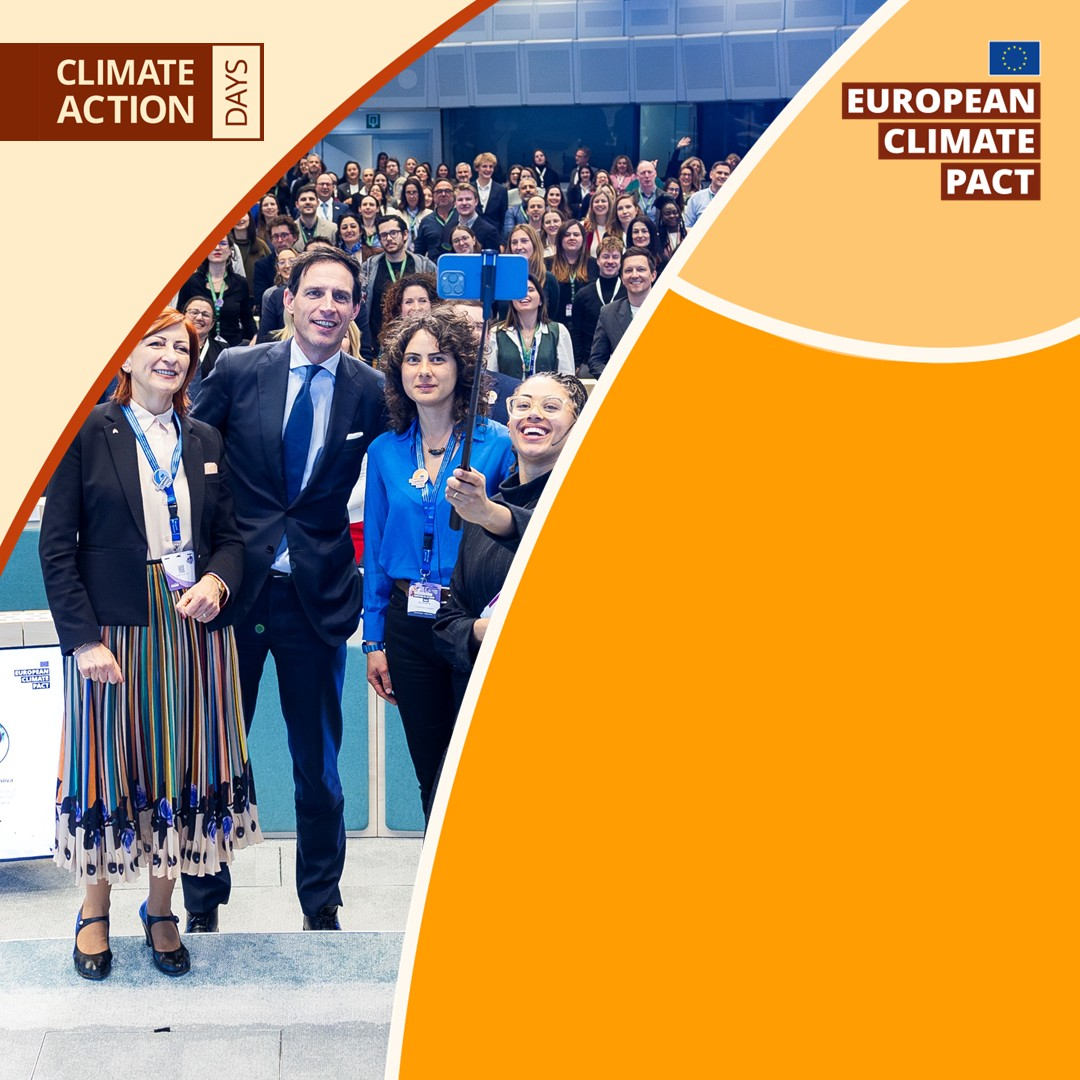 CLIMATE
ACTION
DAYS
EUROPEAN
CLIMATE
PACT
EUROPEAN
CLIMATE
PACT